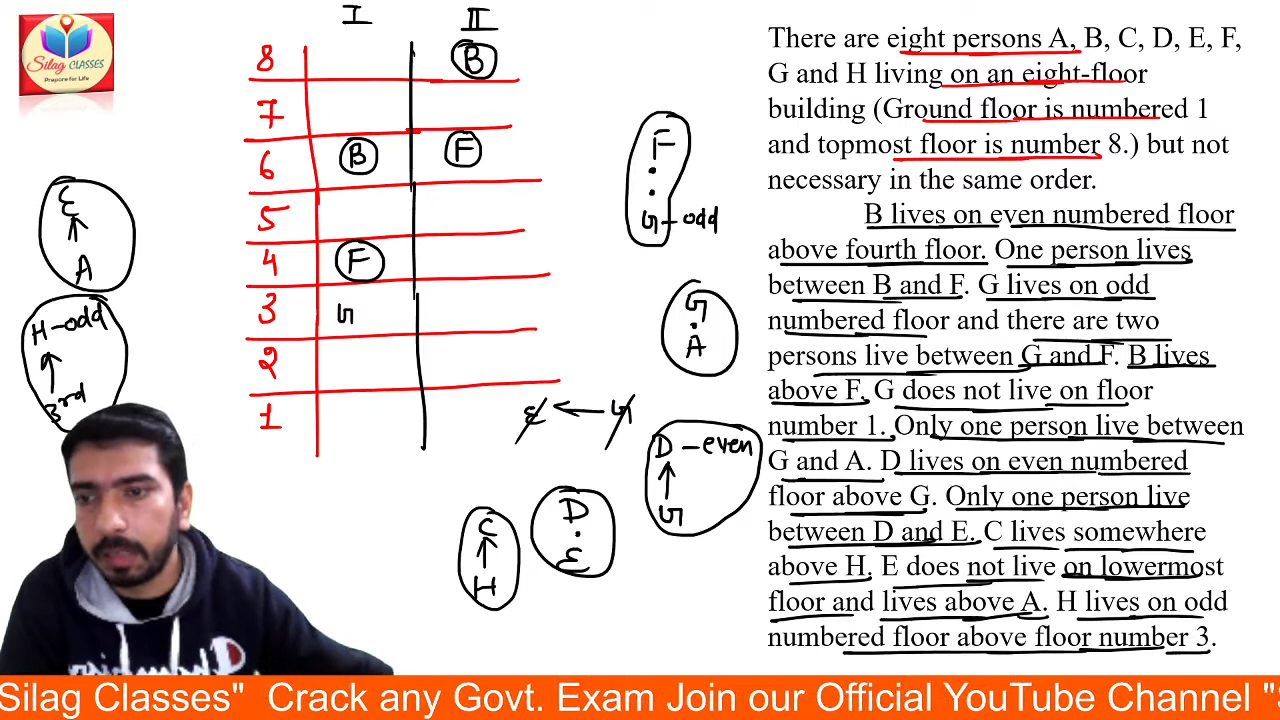 Silag CLASSES
Prepare for Life
I II
8 B
7
6 B F
5
4 F
3 G
2
1
E
A
H-odd
3rd
F
G-odd
G
A
E G
D-even
G
D
E
C
H
There are eight persons A, B, C, D, E, F,
G and H living on an eight-floor
building (Ground floor is numbered 1
and topmost floor is number 8.) but not
necessary in the same order.
B lives on even numbered floor
above fourth floor. One person lives
between B and F. G lives on odd
numbered floor and there are two
persons live between G and F. B lives
above F. G does not live on floor
number 1. Only one person live between
G and A. D lives on even numbered
floor above G. Only one person live
between D and E. C lives somewhere
above H. E does not live on lowermost
floor and lives above A. H lives on odd
numbered floor above floor number 3.
Silag Classes" Crack any Govt. Exam Join our Official YouTube Channel "